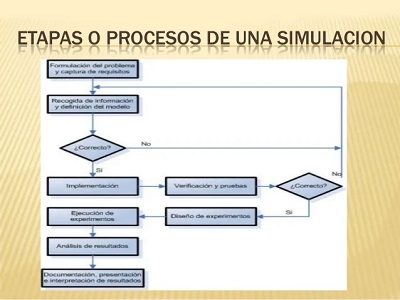 ETAPAS O PROCESOS DE UNA SIMULACION
Formulación del problema
y captura de requisitos
Recogida de información
y definición del modelo
¿Correcto?
No
Si
Implementación
Verificación y pruebas
¿Correcto?
Si
Ejecución de
experimentos
Diseño de experimentos
Análisis de resultados
Documentación, presentación
e interpretación de resultados